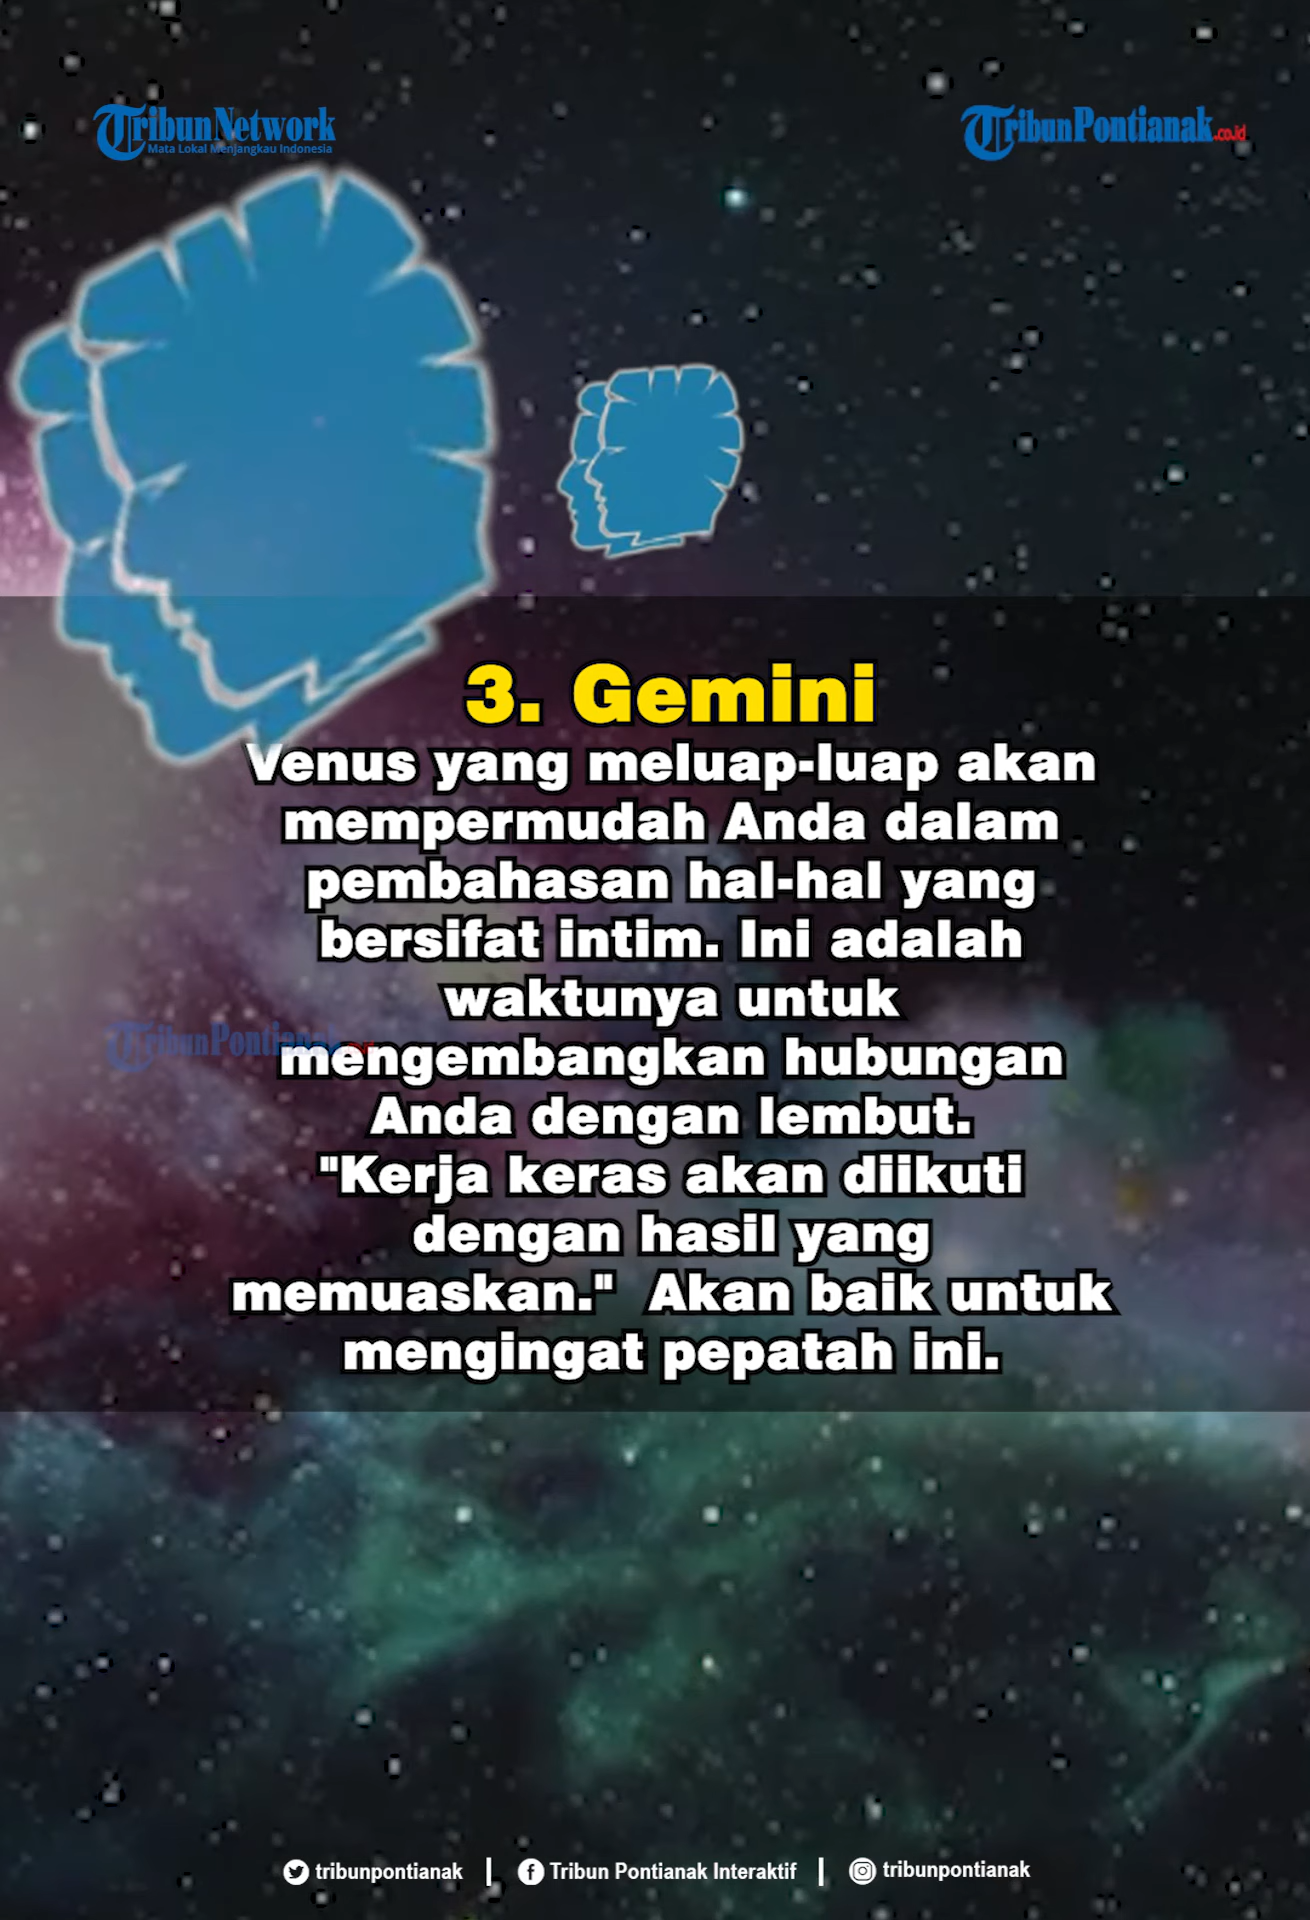 TribunNetwork
Mata Lokal Menjangkau Indonesia
TribunPontianak.co.id
3. Gemini
Venus yang meluap-luap akan
mempermudah Anda dalam
pembahasan hal-hal yang
bersifat intim. Ini adalah
waktunya untuk
TribunPontianak
mengembangkan hubungan
Anda dengan lembut.
"Kerja keras akan diikuti
dengan hasil yang
memuaskan."  Akan baik untuk
mengingat pepatah ini.
tribunpontianak | Tribun Pontianak Interaktif | tribunpontianak